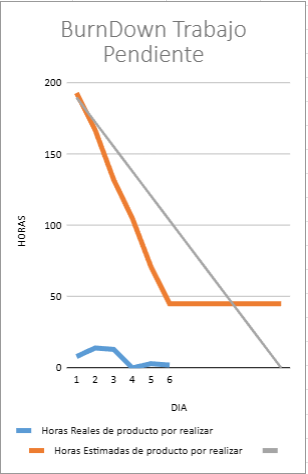 BurnDown Trabajo
Pendiente
200
150
100
50
0
HORAS
1 2 3 4 5 6
DIA
Horas Reales de producto por realizar
Horas Estimadas de producto por realizar